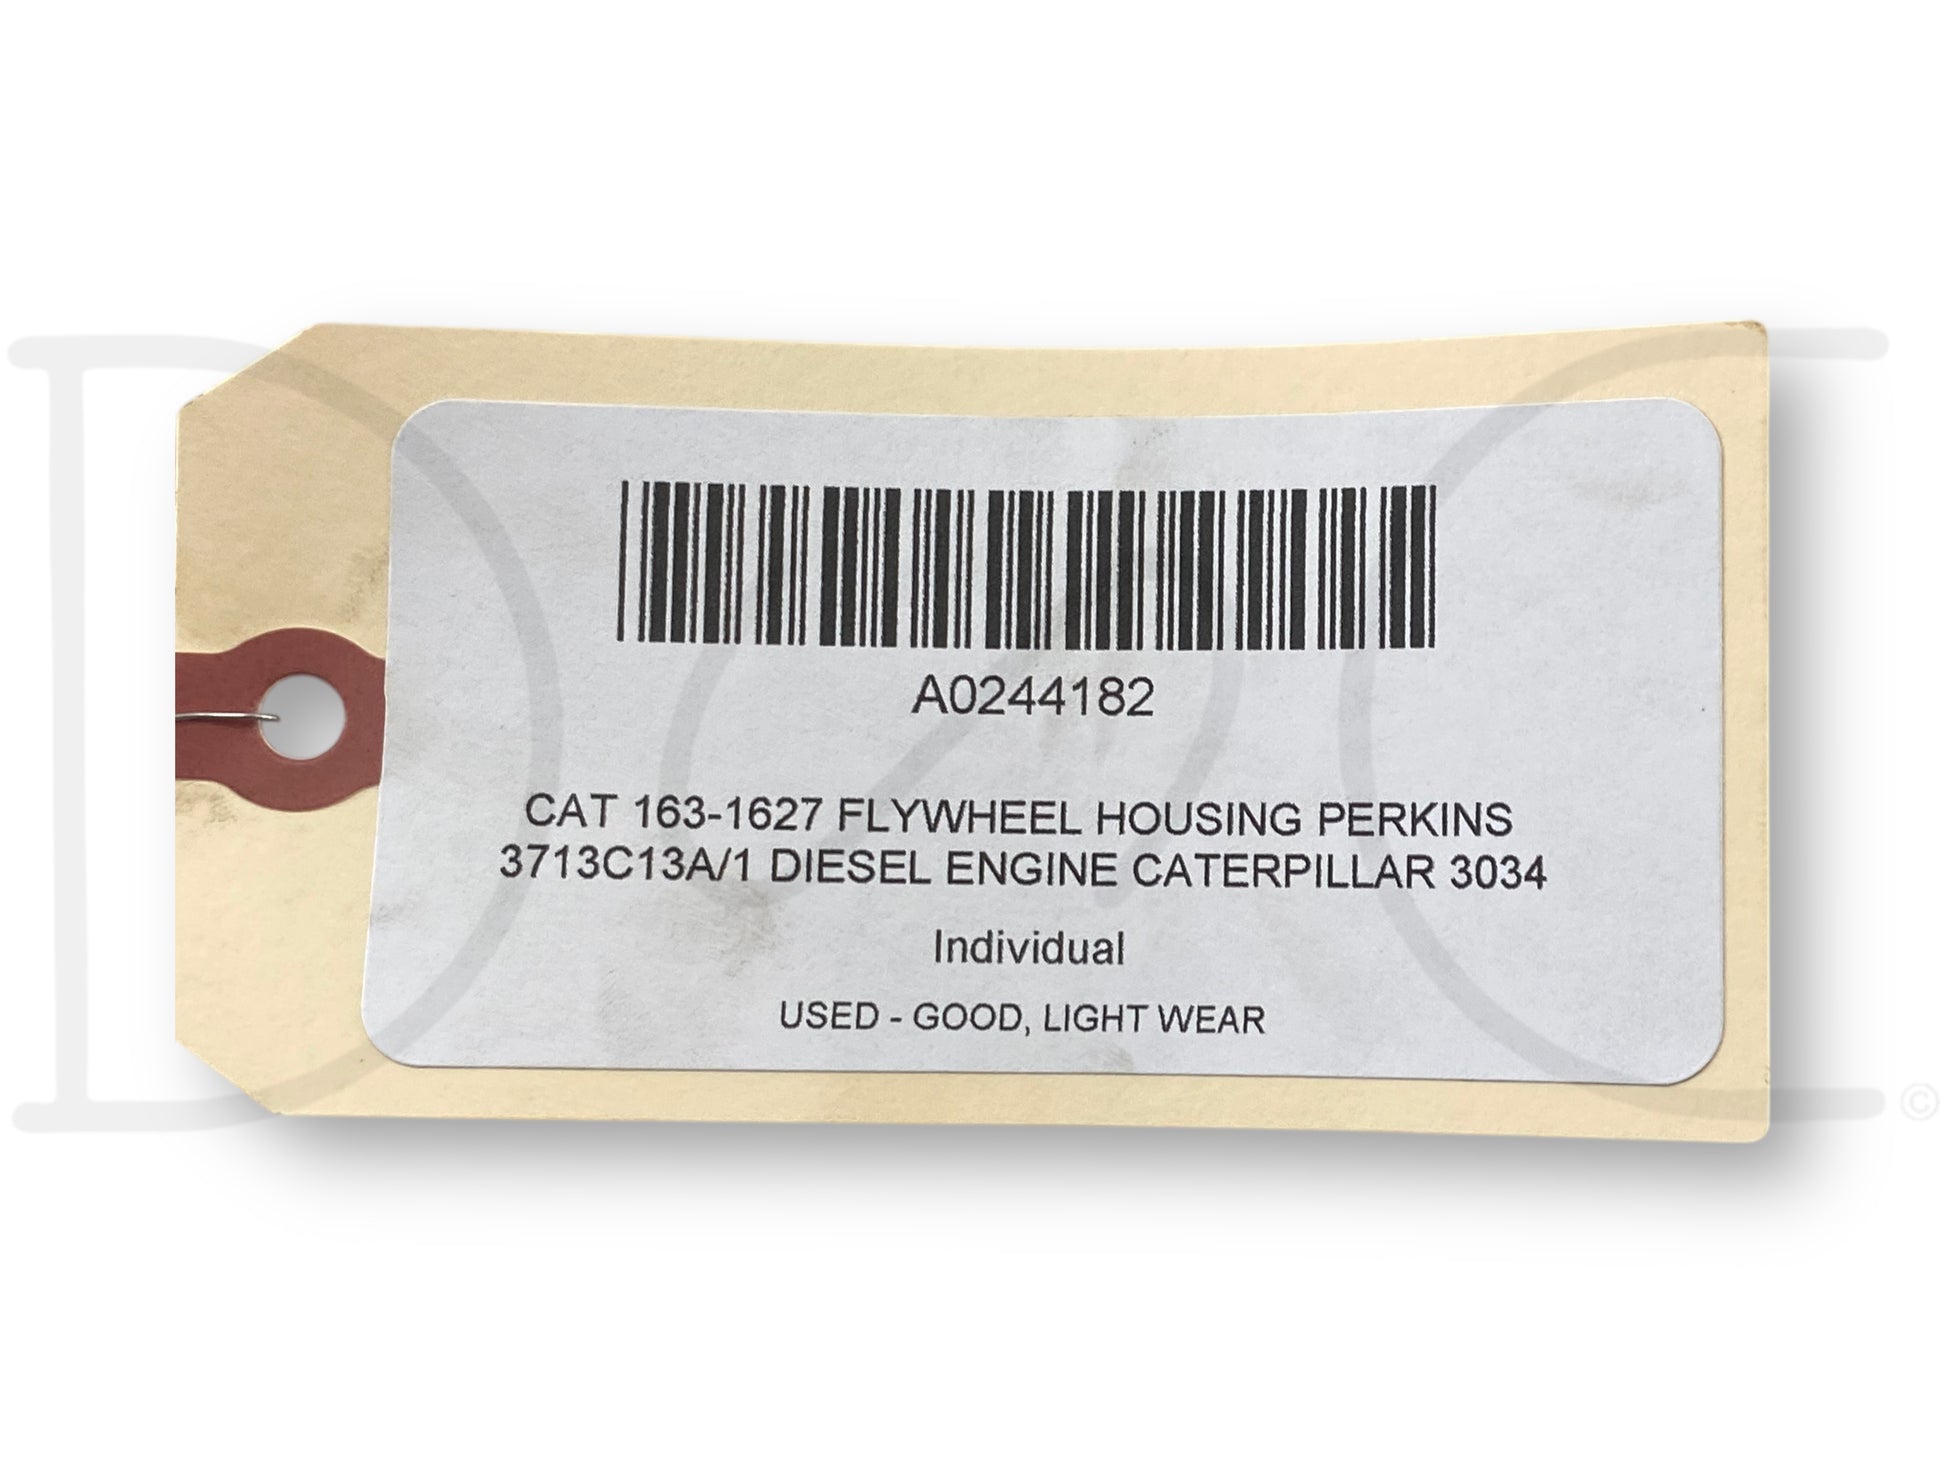 A0244182
CAT 163-1627 FLYWHEEL HOUSING PERKINS
3713C13A/1 DIESEL ENGINE CATERPILLAR 3034
Individual
USED - GOOD, LIGHT WEAR
©